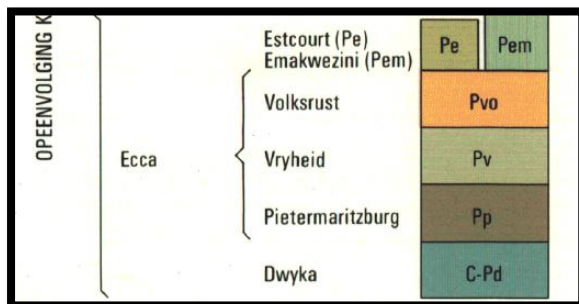 OPEENVOLGING K
Estcourt (Pe)
Emakwezini (Pem)
Pe
Pem
Volksrust
Pvo
Ecca
Vryheid
Pv
Pietermaritzburg
Pp
Dwyka
C-Pd